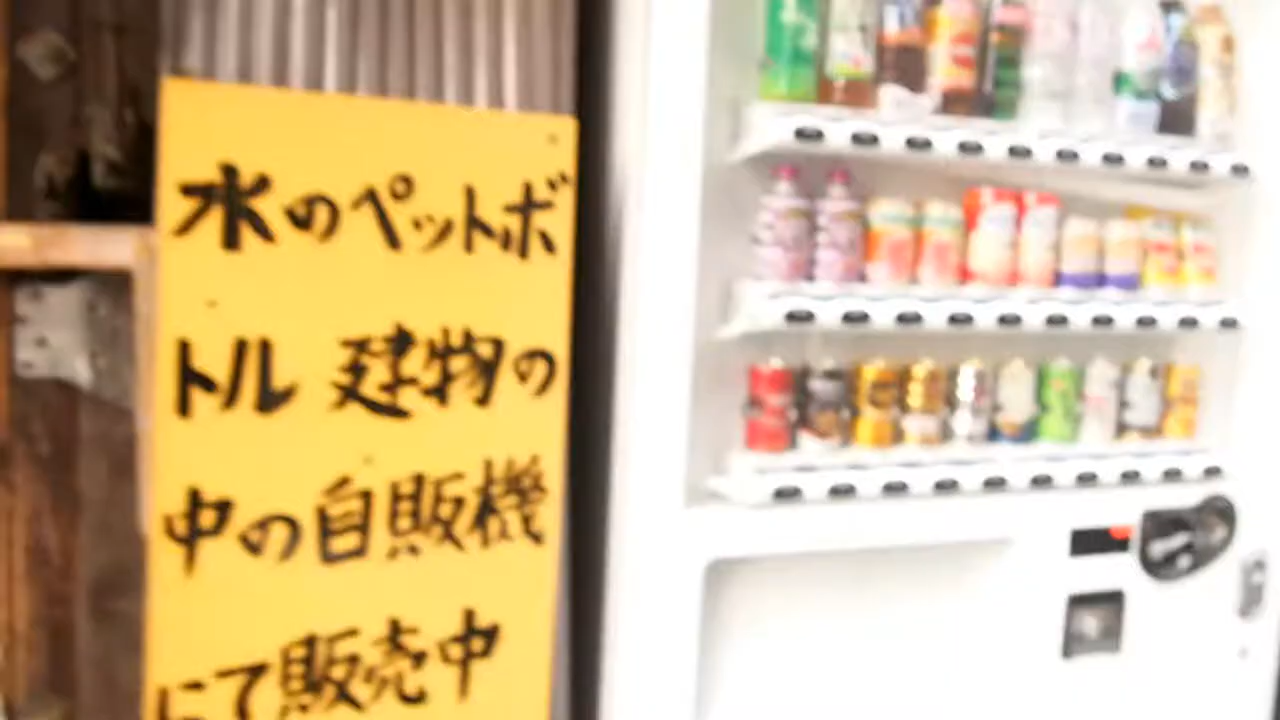 水のペットボ
トル 建物の
中の自販機
にて販売中